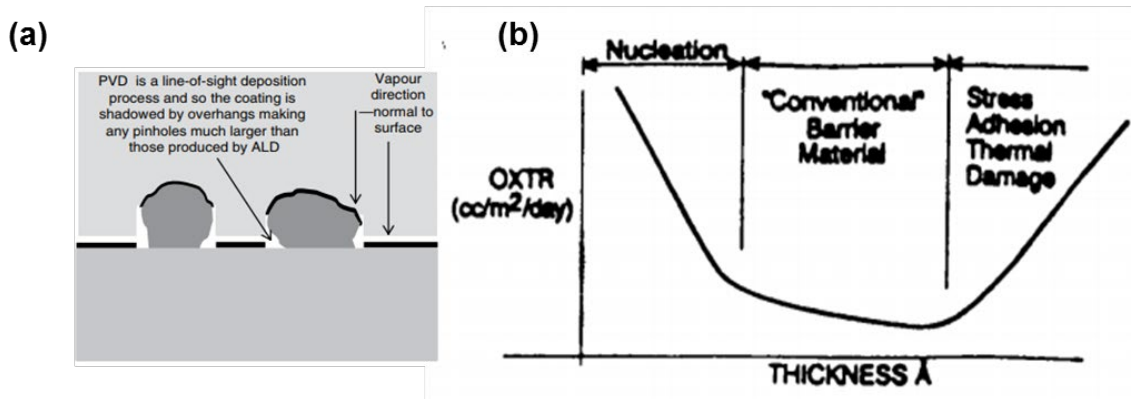 (a)
PVD is a line-of-sight deposition
process and so the coating is
shadowed by overhangs making
any pinholes much larger than
those produced by ALD
Vapour
direction
normal to
surface
(b)
Nucleation
"Conventional"
Barrier
Material
Stress
Adhesion
Thermal
Damage
OXTR
(cc/m²/day)
THICKNESS Å